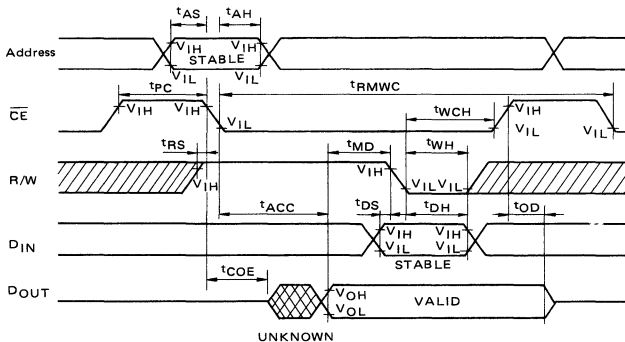 tAS tAH
Address VIH VIH
STABLE
VIL VIL
tPC tRMWC
CE VIH VIH tWCH VIH
VIL VIL VIL
tRS tMD tWH
R/W VIH VIH VIL VIL
tACC tDS tDH tOD
DIN VIH VIH
VIL VIL
STABLE
tCOE
DOUT VOH VALID
VOL
UNKNOWN